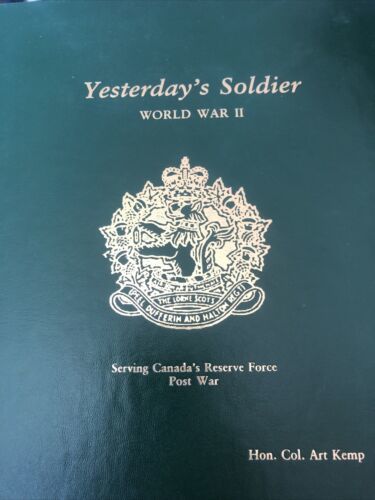 Yesterday's Soldier
WORLD WAR II
THE LORNE SCOTS
(PEEL DUFFERIN AND HALTON REGT)
Serving Canada's Reserve Force
Post War
Hon. Col. Art Kemp